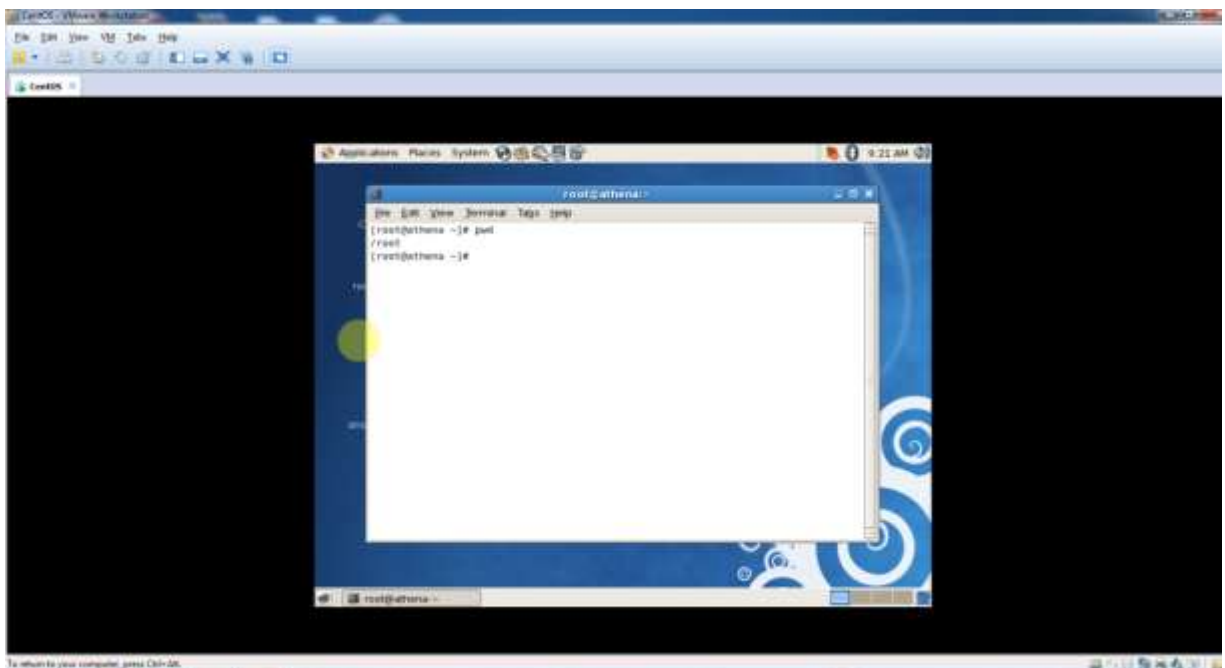 CentOS - VMware Workstation
File Edit View VM Tabs Help
CentOS
Applications Places System
9:21 AM
root@athena:~
File Edit View Terminal Tabs Help
[root@athena ~]# pwd
/root
[root@athena ~]#
root@athena:~
To return to your computer, press Ctrl+Alt.